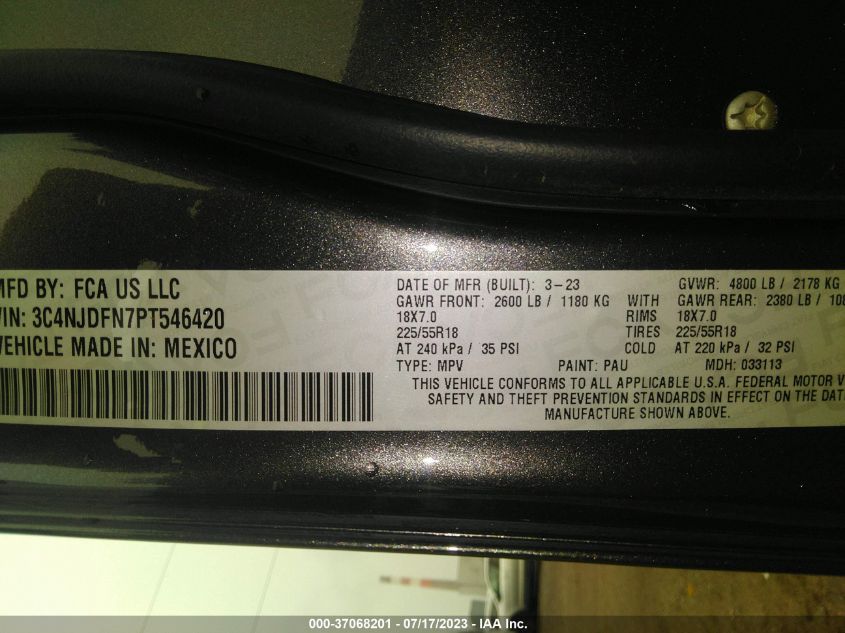 MFD BY: FCA US LLC
VIN: 3C4NJDFN7PT546420
VEHICLE MADE IN: MEXICO
DATE OF MFR (BUILT): 3-23 GVWR: 4800 LB / 2178 KG
GAWR FRONT: 2600 LB / 1180 KG WITH GAWR REAR: 2380 LB / 108
18X7.0 RIMS 18X7.0
225/55R18 TIRES 225/55R18
AT 240 kPa / 35 PSI COLD AT 220 kPa / 32 PSI
TYPE: MPV PAINT: PAU MDH: 033113
THIS VEHICLE CONFORMS TO ALL APPLICABLE U.S.A. FEDERAL MOTOR V
SAFETY AND THEFT PREVENTION STANDARDS IN EFFECT ON THE DAT
MANUFACTURE SHOWN ABOVE.
000-37068201 - 07/17/2023 - IAA Inc.